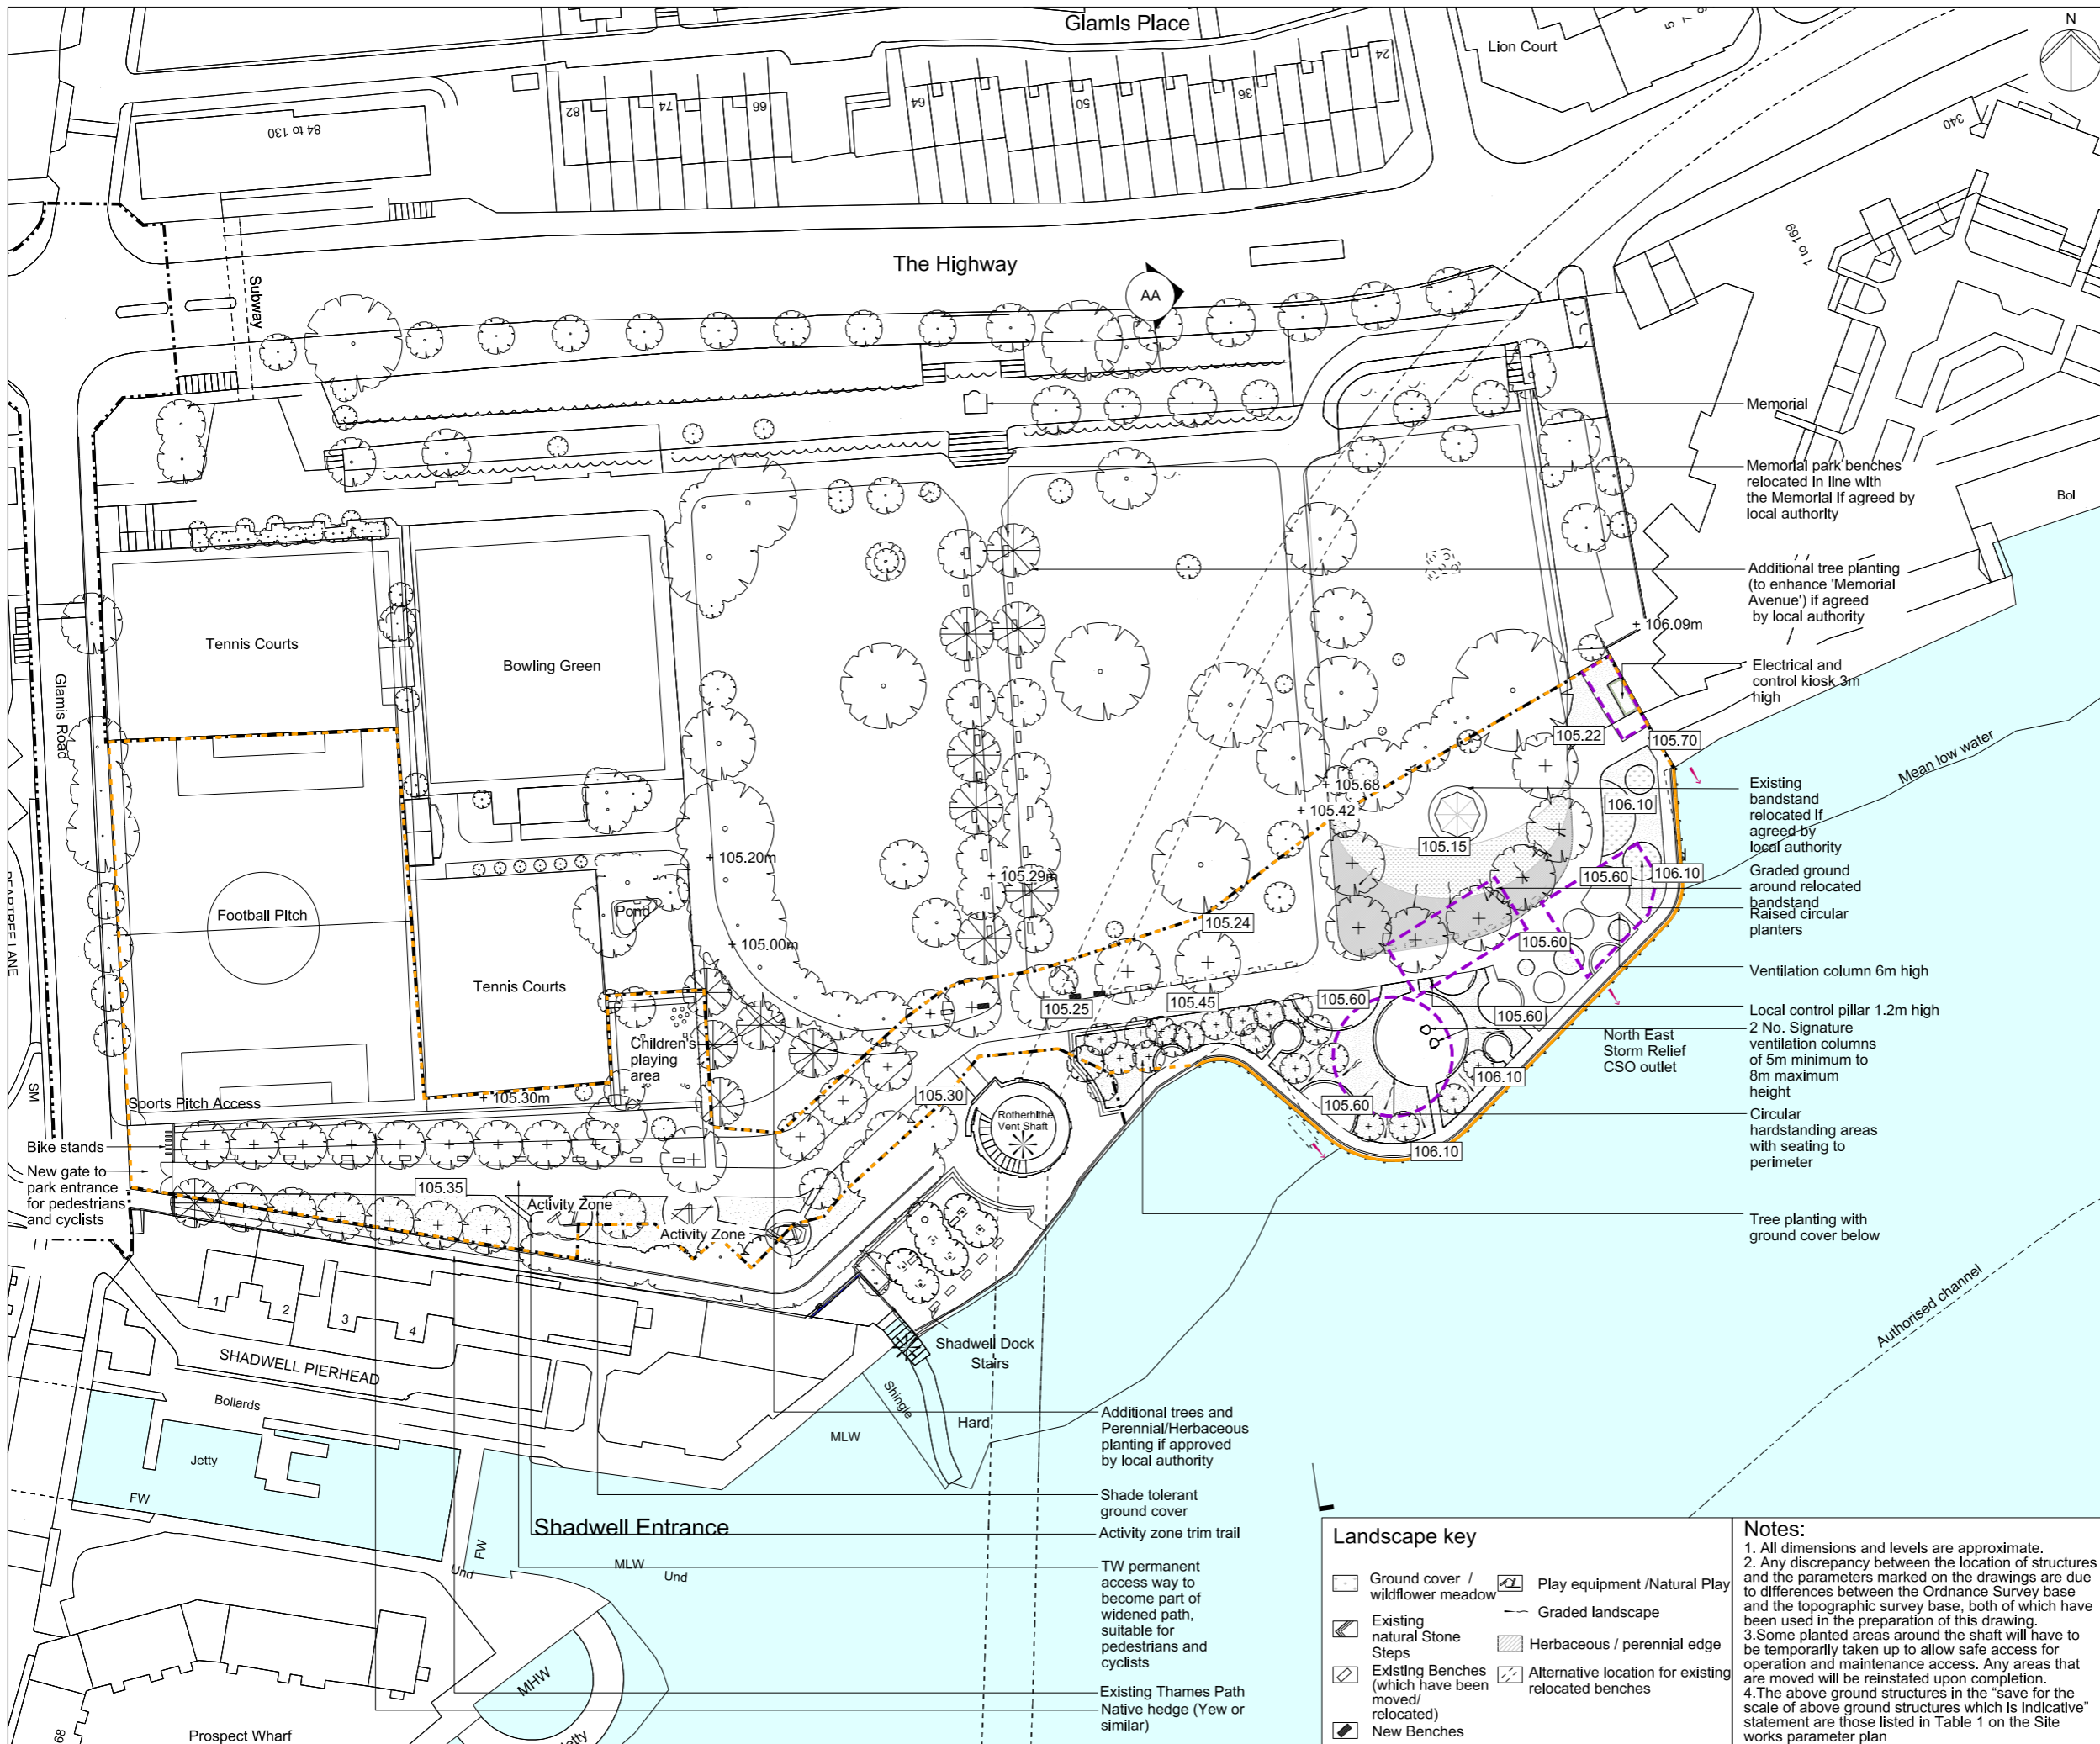 Glamis Place
Lion Court
N
9 7 5
24
340
84 to 130
82
74
66
64
50
36
1 to 169
The Highway
AA
Subway
Memorial
Memorial park benches
relocated in line with
the Memorial if agreed by
local authority
Bol
Additional tree planting
(to enhance 'Memorial
Avenue') if agreed
by local authority
+ 106.09m
Tennis Courts
Bowling Green
Glamis Road
Electrical and
control kiosk 3m
high
105.22
105.70
Mean low water
Existing
bandstand
relocated if
agreed by
local authority
+ 105.68
+ 105.42
106.10
105.15
+ 105.20m
+ 105.29m
105.60
106.10
Graded ground
around relocated
bandstand
Raised circular
planters
PEARTREE LANE
Football Pitch
Pond
+ 105.00m
105.24
105.60
Ventilation column 6m high
Tennis Courts
105.25
105.45
105.60
105.60
Local control pillar 1.2m high
2 No. Signature
ventilation columns
of 5m minimum to
8m maximum
height
North East
Storm Relief
CSO outlet
Children's
playing
area
SM
Sports Pitch Access
+ 105.30m
105.30
Rotherhithe
Vent Shaft
105.60
106.10
106.10
Circular
hardstanding areas
with seating to
perimeter
Bike stands
New gate to
park entrance
for pedestrians
and cyclists
105.35
Activity Zone
Activity Zone
Tree planting with
ground cover below
1
2
3
4
SHADWELL PIERHEAD
Bollards
Shadwell Dock
Stairs
Shingle
Hard
MLW
Authorised channel
Jetty
FW
Additional trees and
Perennial/Herbaceous
planting if approved
by local authority
Shade tolerant
ground cover
Shadwell Entrance
Activity zone trim trail
FW
MLW
Und
Und
TW permanent
access way to
become part of
widened path,
suitable for
pedestrians and
cyclists
MHW
Existing Thames Path
Native hedge (Yew or
similar)
68
Prospect Wharf
Jetty
Landscape key
Ground cover /
wildflower meadow
Existing
natural Stone
Steps
Existing Benches
(which have been
moved/
relocated)
New Benches
Play equipment /Natural Play
Graded landscape
Herbaceous / perennial edge
Alternative location for existing
relocated benches
Notes:
1. All dimensions and levels are approximate.
2. Any discrepancy between the location of structures
and the parameters marked on the drawings are due
to differences between the Ordnance Survey base
and the topographic survey base, both of which have
been used in the preparation of this drawing.
3.Some planted areas around the shaft will have to
be temporarily taken up to allow safe access for
operation and maintenance access. Any areas that
are moved will be reinstated upon completion.
4.The above ground structures in the “save for the
scale of above ground structures which is indicative”
statement are those listed in Table 1 on the Site
works parameter plan